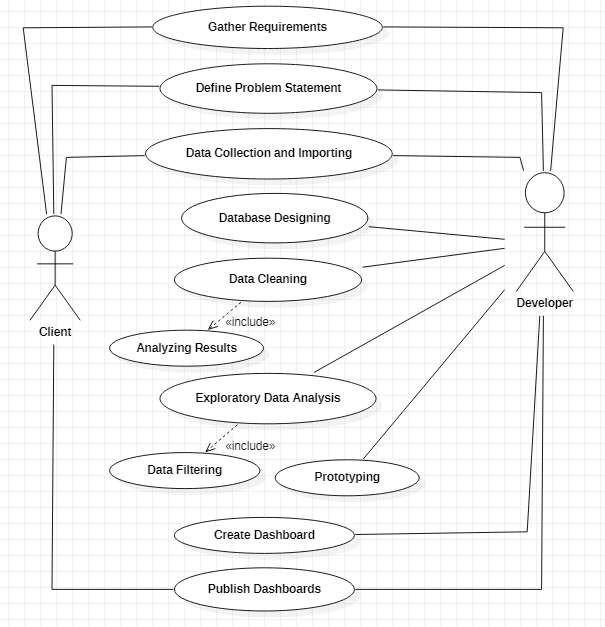 Gather Requirements
Define Problem Statement
Data Collection and Importing
Database Designing
Data Cleaning
«include»
Analyzing Results
Client
Developer
Exploratory Data Analysis
«include»
Data Filtering
Prototyping
Create Dashboard
Publish Dashboards